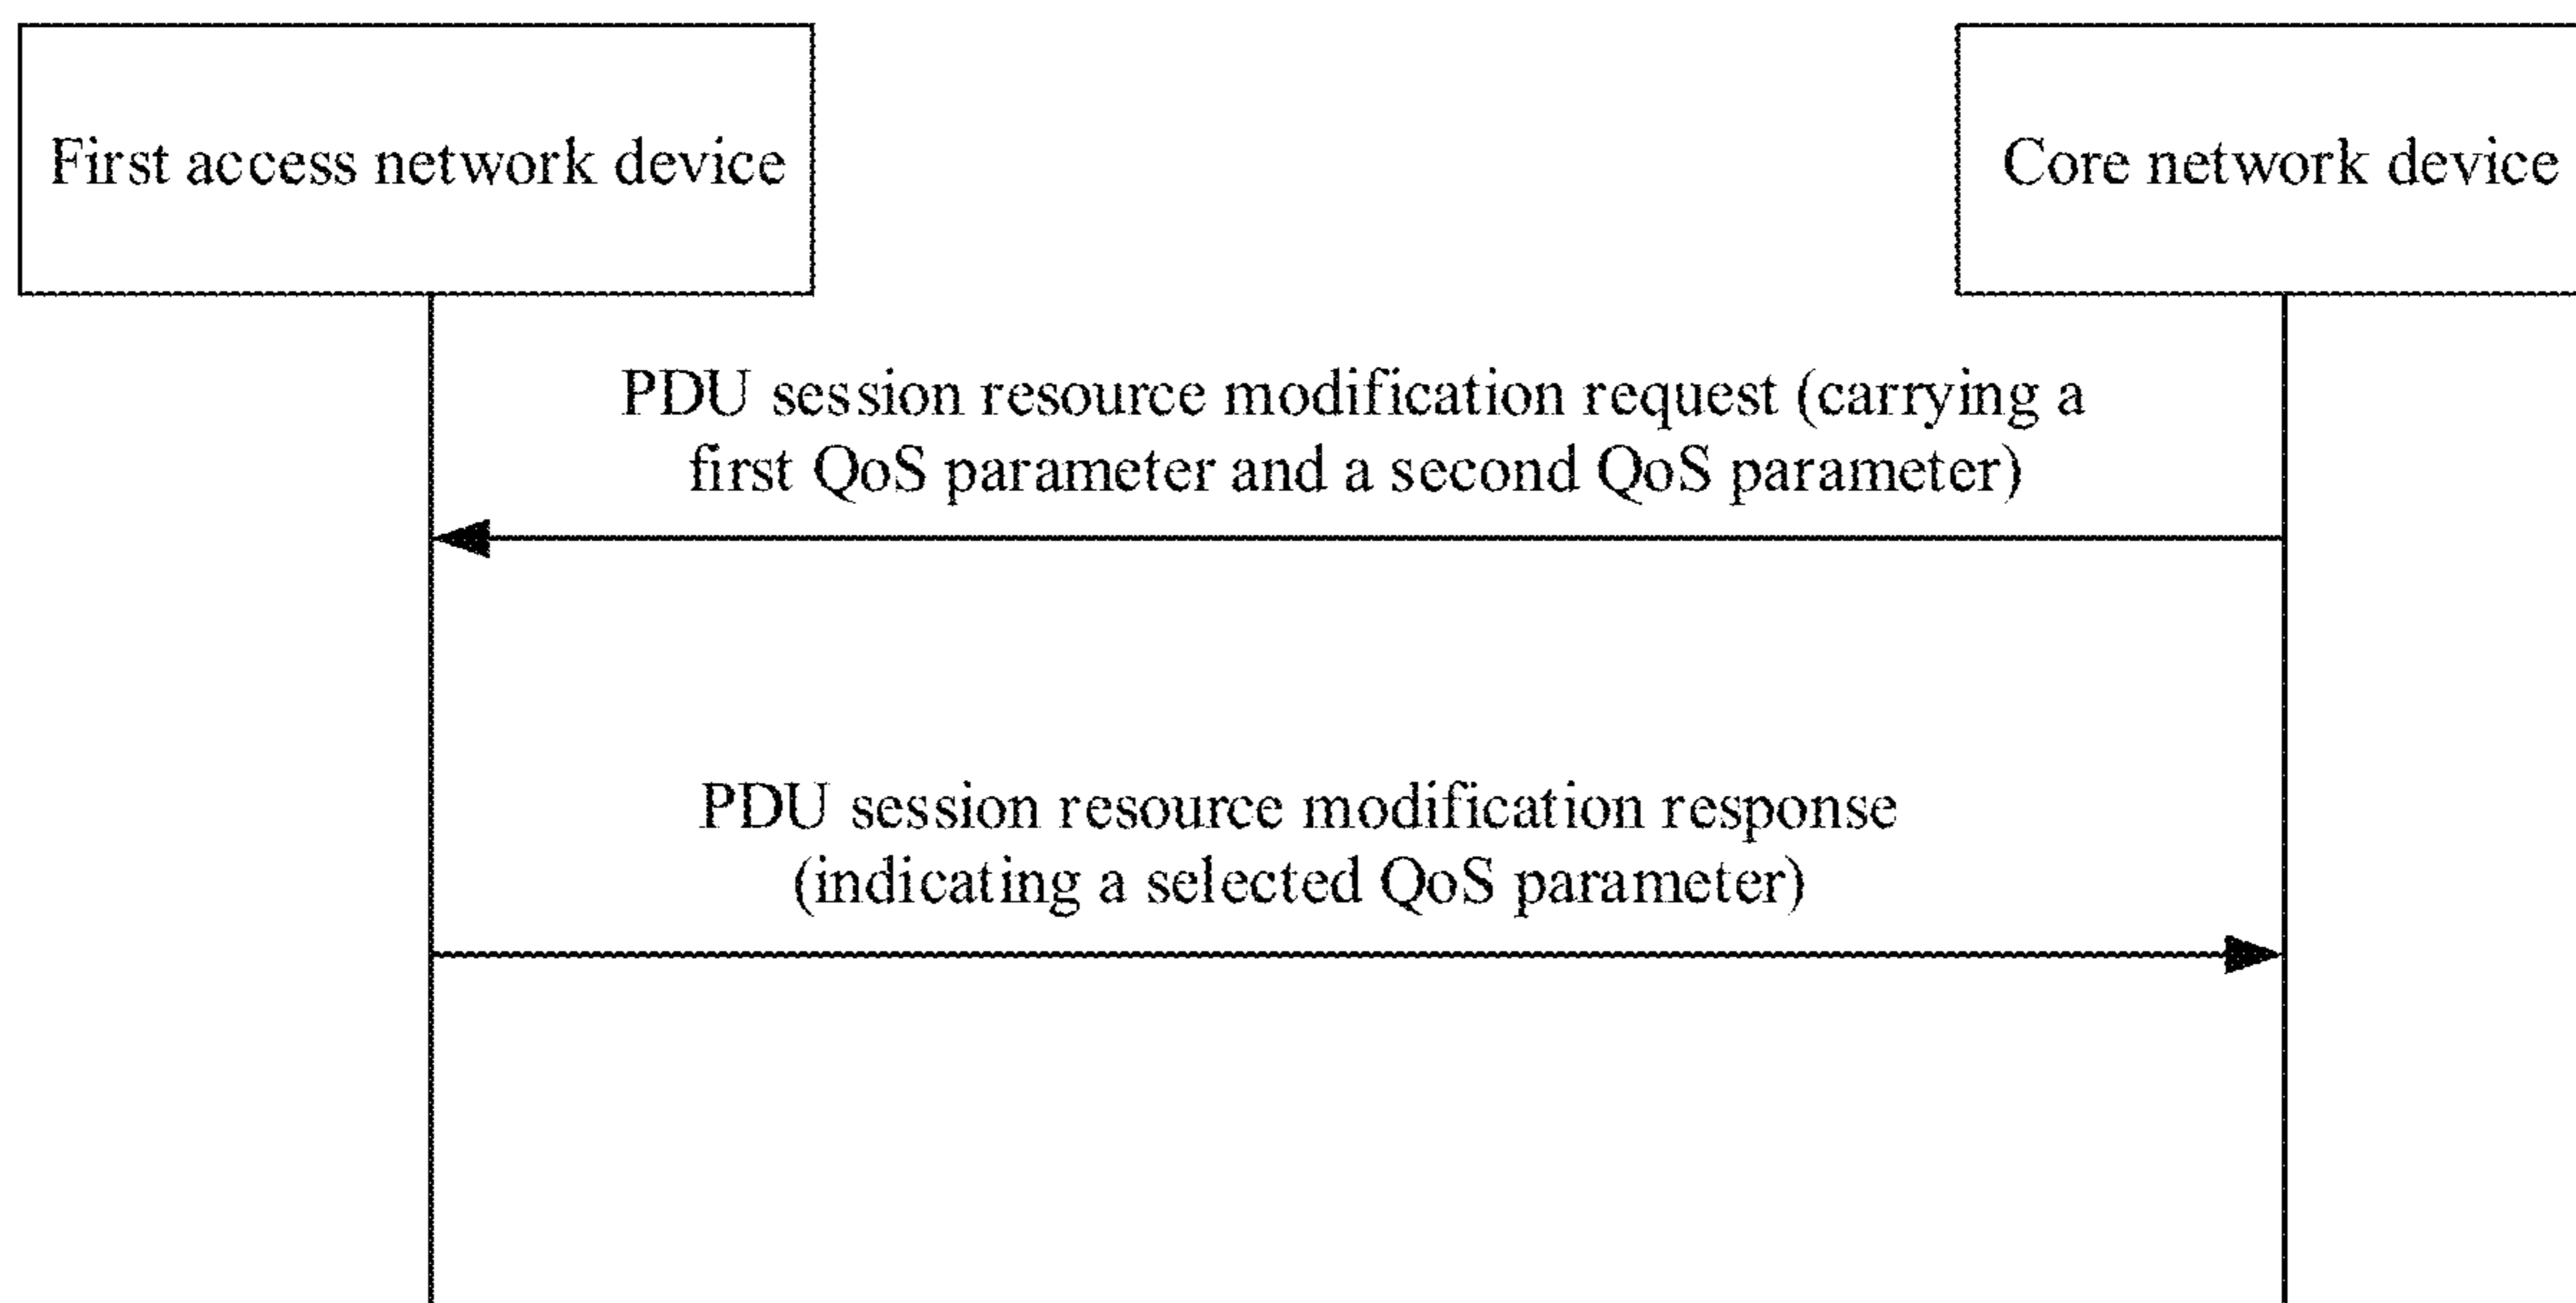 First access network device
Core network device
PDU session resource modification request (carrying a
first QoS parameter and a second QoS parameter)
PDU session resource modification response
(indicating a selected QoS parameter)